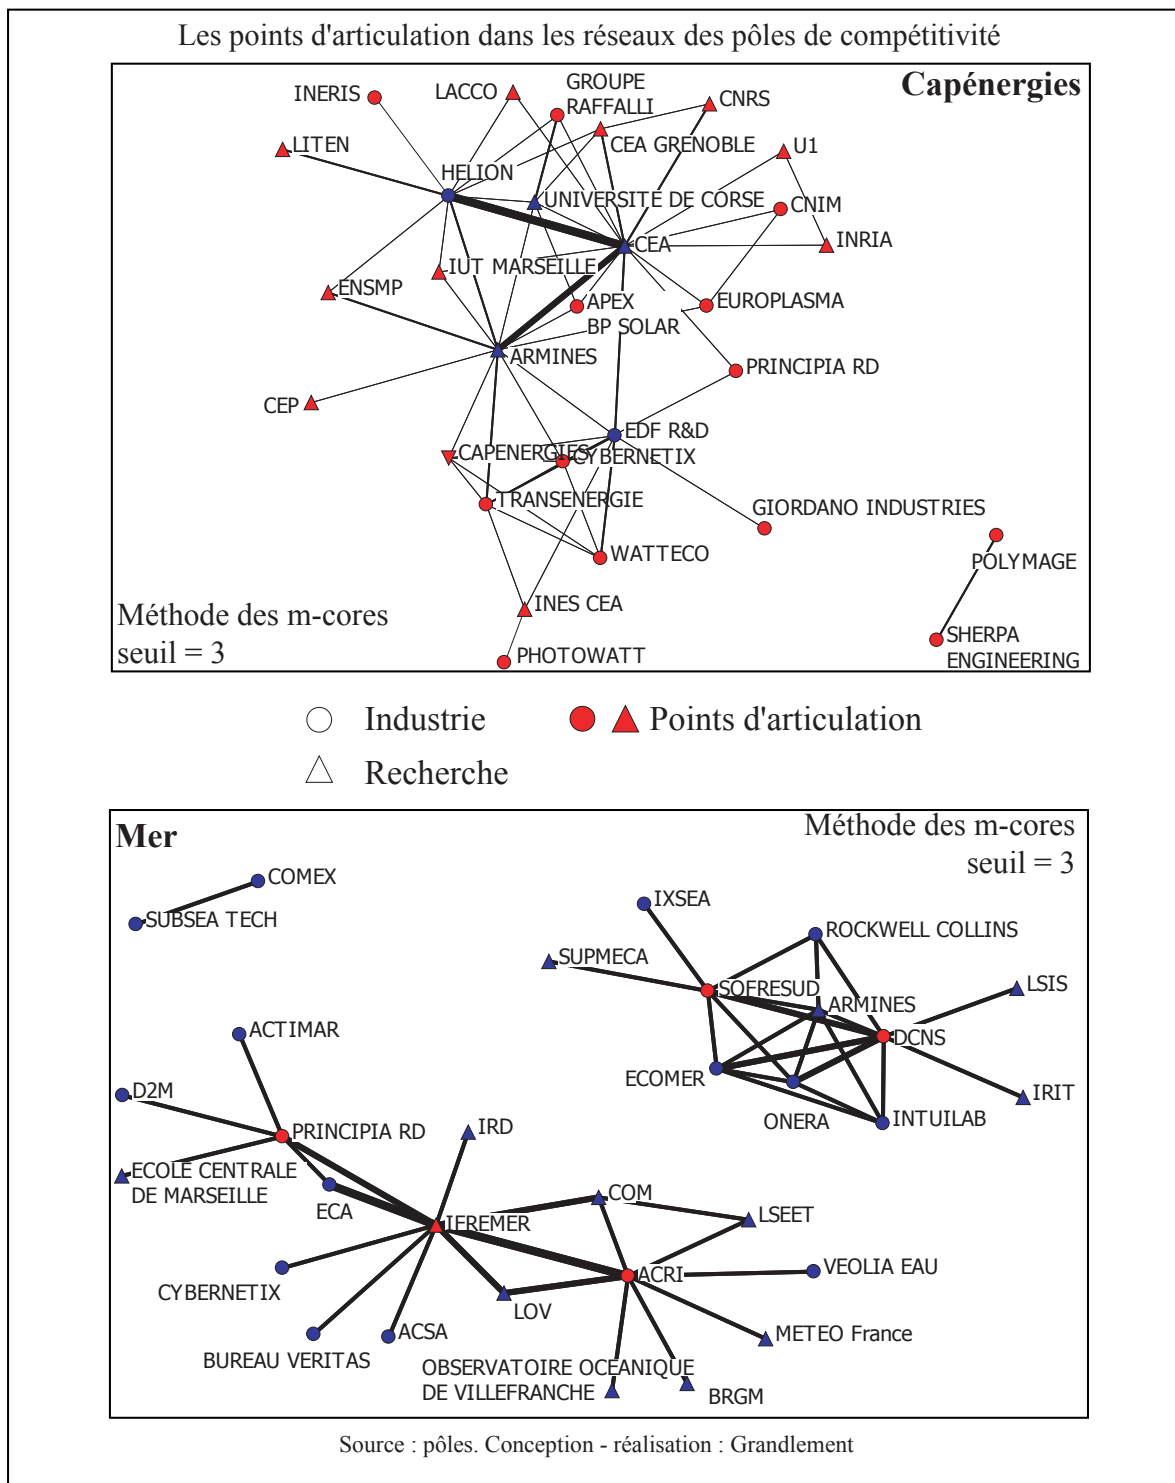 Les points d'articulation dans les réseaux des pôles de compétitivité
Capénergies
INERIS
LACCO
GROUPE
RAFFALLI
CNRS
CEA GRENOBLE
U1
LITEN
HELION
UNIVERSITE DE CORSE
CNIM
CEA
INRIA
IUT MARSEILLE
ENSMP
APEX
BP SOLAR
EUROPLASMA
ARMINES
PRINCIPIA RD
CEP
EDF R&D
CAPENERGIES
CYBERNETIX
TRANSENERGIE
GIORDANO INDUSTRIES
WATTECO
POLYMAGE
INES CEA
SHERPA
ENGINEERING
PHOTOWATT
Méthode des m-cores
seuil = 3
Industrie
Points d'articulation
Recherche
Mer
Méthode des m-cores
seuil = 3
COMEX
SUBSEA TECH
IXSEA
ROCKWELL COLLINS
SUPMECA
SOFRESUD
LSIS
ARMINES
DCNS
ACTIMAR
ECOMER
D2M
ONERA
INTUILAB
IRIT
PRINCIPIA RD
IRD
ECOLE CENTRALE
DE MARSEILLE
ECA
COM
LSEET
IFREMER
CYBERNETIX
ACRI
VEOLIA EAU
LOV
ACSA
METEO France
BUREAU VERITAS
OBSERVATOIRE OCEANIQUE
DE VILLEFRANCHE
BRGM
Source : pôles. Conception - réalisation : Grandlement